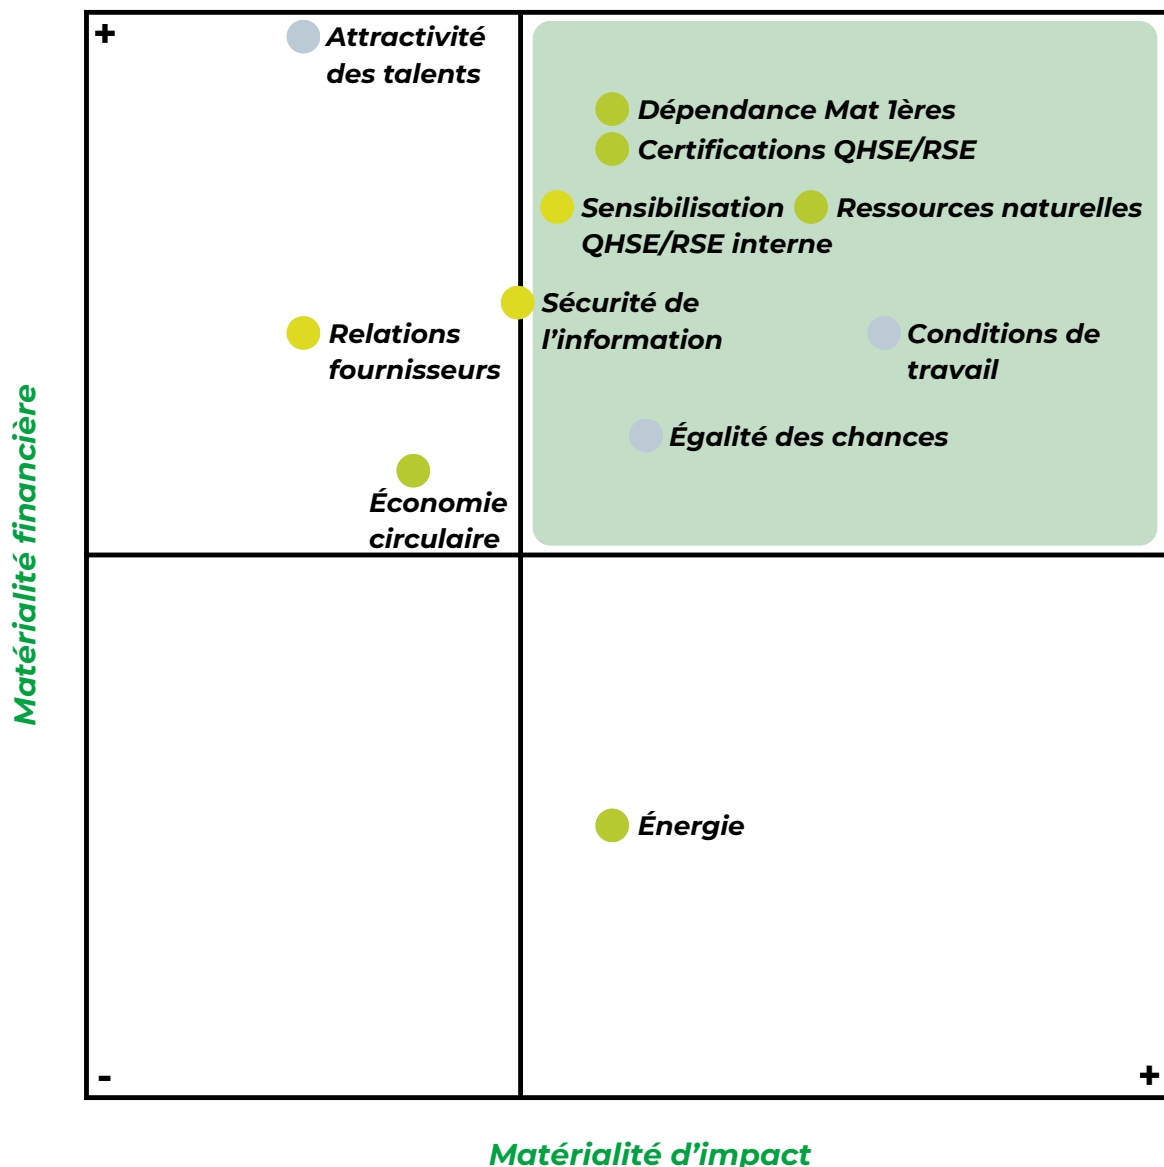 +
Attractivité
des talents
Dépendance Mat 1ères
Certifications QHSE/RSE
Sensibilisation
QHSE/RSE interne
Ressources naturelles
Sécurité de
l'information
Relations
fournisseurs
Conditions de
travail
Égalité des chances
Économie
circulaire
Matérialité financière
Énergie
-
+
Matérialité d'impact